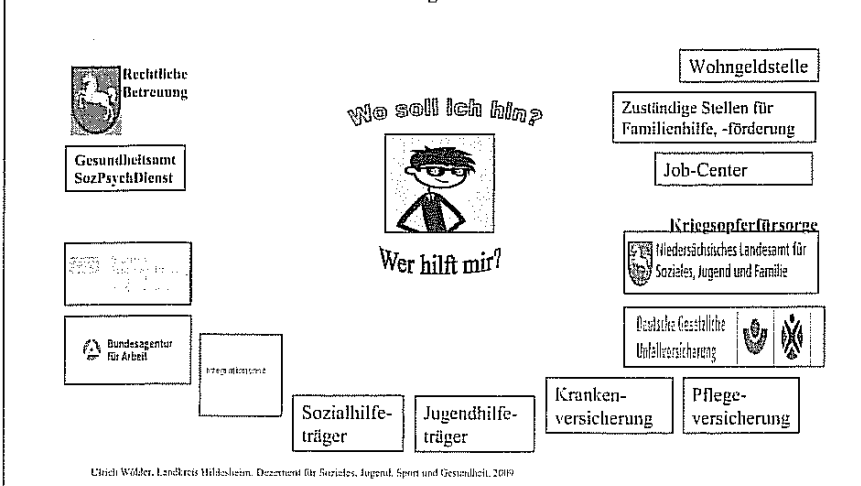 Rechtliche
Betreuung
Gesundheitsamt
SozPsychDienst
Wo soll ich hin?
Wer hilft mir?
Wohngeldstelle
Zuständige Stellen für
Familienhilfe, -förderung
Job-Center
Kriegsopferfürsorge
Niedersächsisches Landesamt für
Soziales, Jugend und Familie
Deutsche Gesetzliche
Unfallversicherung
Bundesagentur
für Arbeit
Integrationsamt
Sozialhilfe-
träger
Jugendhilfe-
träger
Kranken-
versicherung
Pflege-
versicherung
Ulrich Wöhler, Landkreis Hildesheim, Dezernent für Soziales, Jugend, Sport und Gesundheit, 2009